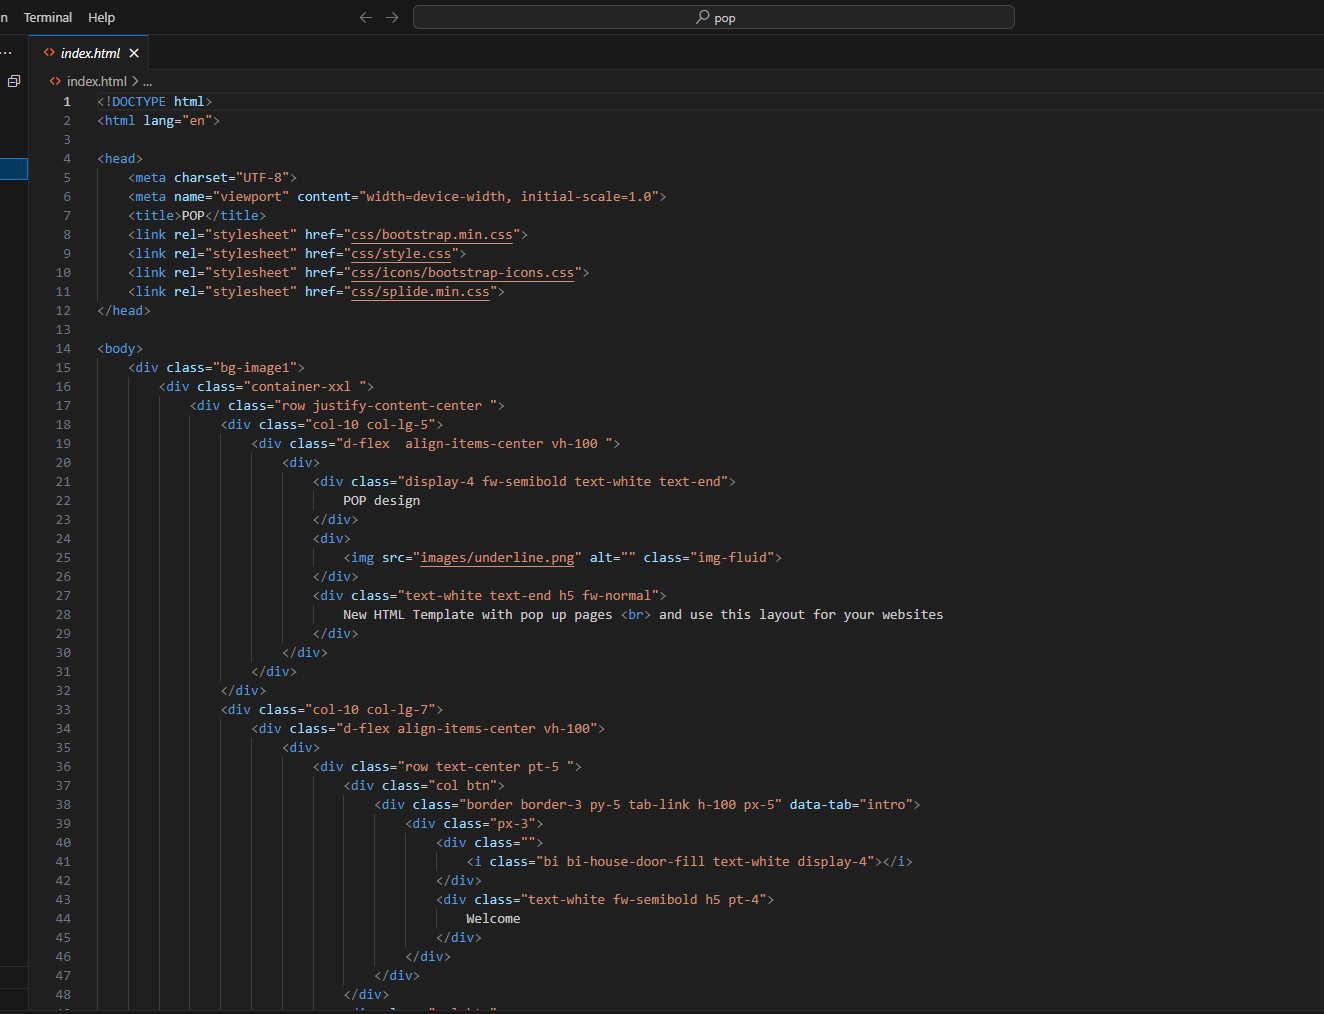 n Terminal Help
pop
index.html
index.html > ...
1 <!DOCTYPE html>
2 <html lang="en">
3
4 <head>
5 <meta charset="UTF-8">
6 <meta name="viewport" content="width=device-width, initial-scale=1.0">
7 <title>POP</title>
8 <link rel="stylesheet" href="css/bootstrap.min.css">
9 <link rel="stylesheet" href="css/style.css">
10 <link rel="stylesheet" href="css/icons/bootstrap-icons.css">
11 <link rel="stylesheet" href="css/splide.min.css">
12 </head>
13
14 <body>
15 <div class="bg-image1">
16 <div class="container-xxl ">
17 <div class="row justify-content-center ">
18 <div class="col-10 col-lg-5">
19 <div class="d-flex  align-items-center vh-100 ">
20 <div>
21 <div class="display-4 fw-semibold text-white text-end">
22 POP design
23 </div>
24 <div>
25 <img src="images/underline.png" alt="" class="img-fluid">
26 </div>
27 <div class="text-white text-end h5 fw-normal">
28 New HTML Template with pop up pages <br> and use this layout for your websites
29 </div>
30 </div>
31 </div>
32 </div>
33 <div class="col-10 col-lg-7">
34 <div class="d-flex align-items-center vh-100">
35 <div>
36 <div class="row text-center pt-5 ">
37 <div class="col btn">
38 <div class="border border-3 py-5 tab-link h-100 px-5" data-tab="intro">
39 <div class="px-3">
40 <div class="">
41 <i class="bi bi-house-door-fill text-white display-4"></i>
42 </div>
43 <div class="text-white fw-semibold h5 pt-4">
44 Welcome
45 </div>
46 </div>
47 </div>
48 </div>